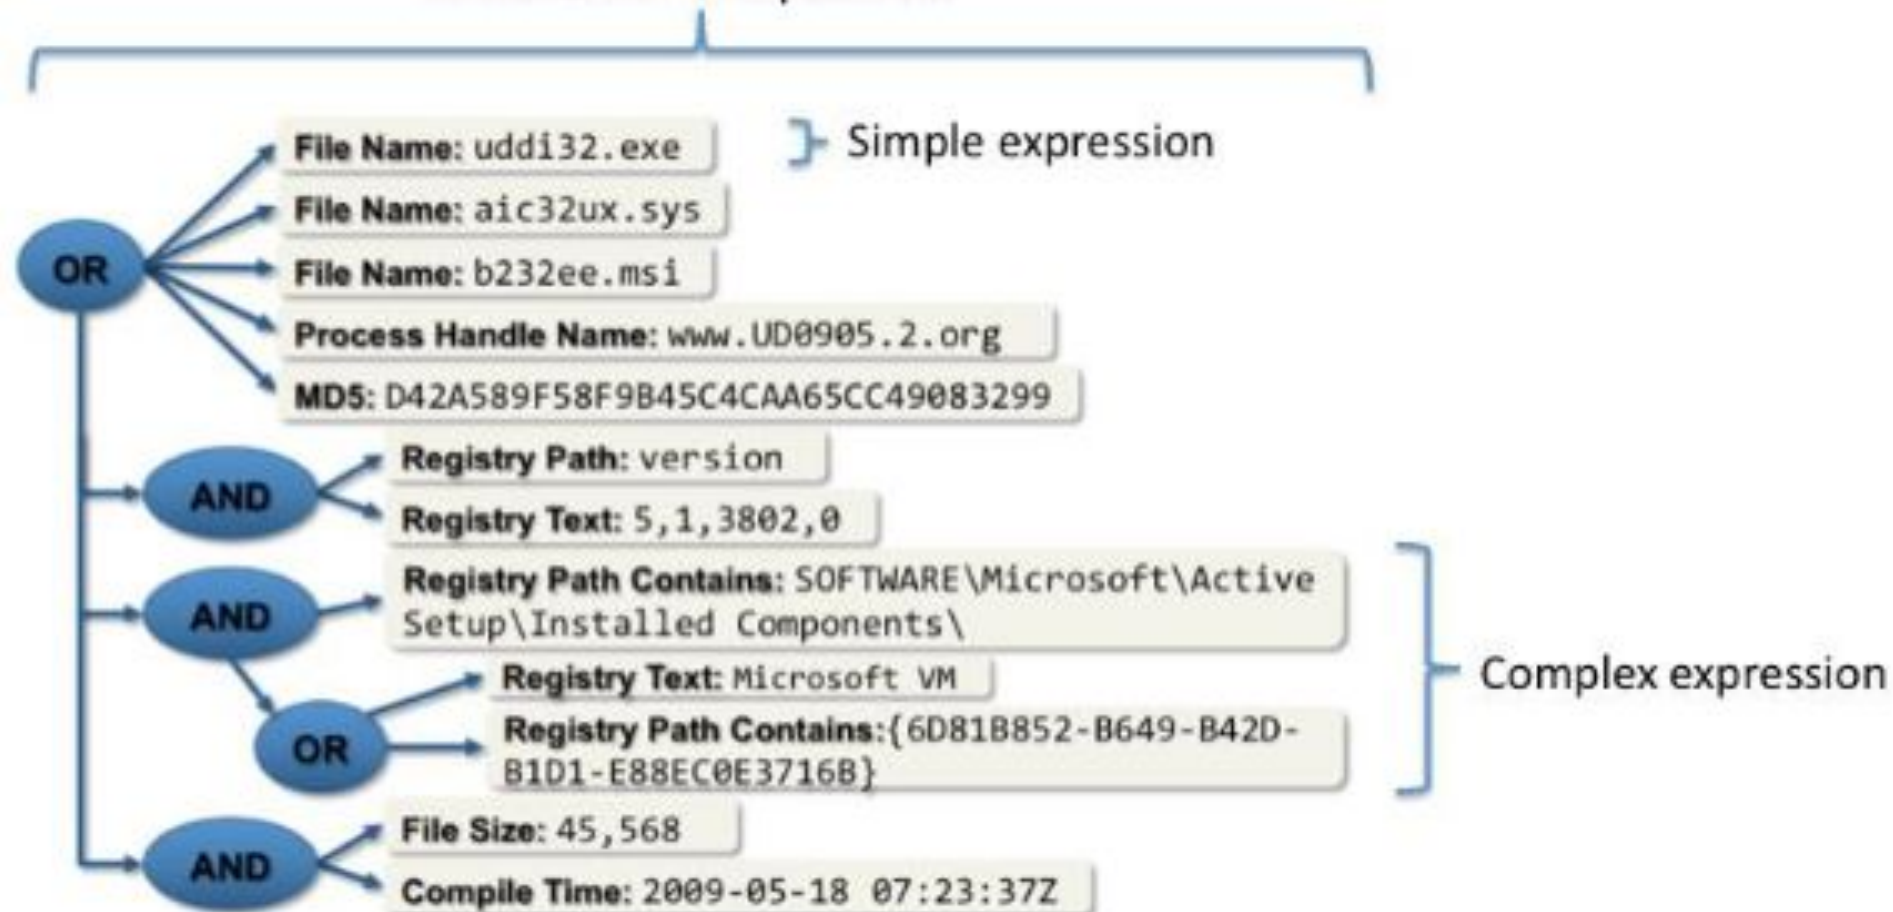 File Name: uddi32.exe
Simple expression
File Name: aic32ux.sys
OR
File Name: b232ee.msi
Process Handle Name: www.UD0905.2.org
MD5: D42A589F58F9B45C4CAA65CC49083299
Registry Path: version
AND
Registry Text: 5,1,3802,0
Registry Path Contains: SOFTWARE\Microsoft\Active
Setup\Installed Components\
AND
Registry Text: Microsoft VM
Complex expression
Registry Path Contains:{6D81B852-B649-B42D-
B1D1-E88EC0E3716B}
OR
File Size: 45,568
AND
Compile Time: 2009-05-18 07:23:37Z